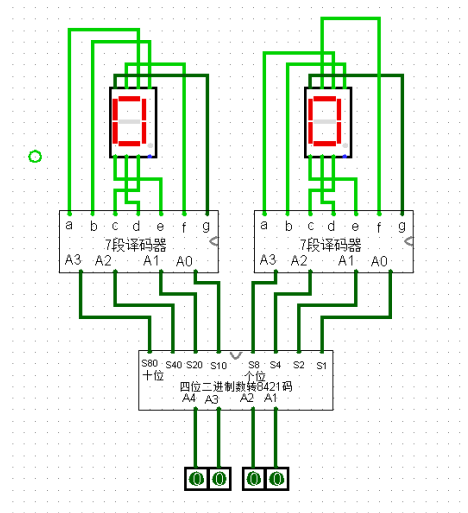 a b c d e f g a b c d e f g
7段译码器 7段译码器
A3 A2 A1 A0 A3 A2 A1 A0
S80 S40 S20 S10 S8 S4 S2 S1
十位 个位
四位二进制数转8421码
A4 A3 A2 A1
0 0 0 0